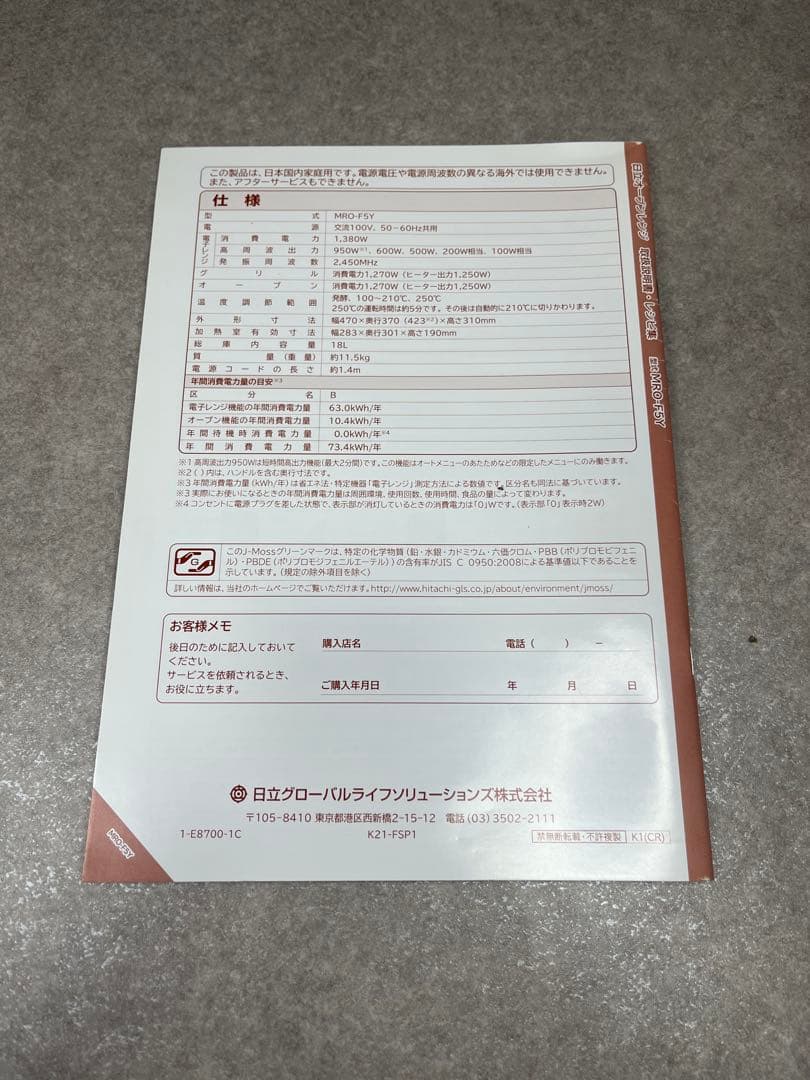 この製品は、日本国内家庭用です。電源電圧や電源周波数の異なる海外では使用できません。
また、アフターサービスもできません。
仕様
型式 MRO-F5Y
電源 交流100V、50−60Hz共用
電子レンジ 消費電力 1,380W
高周波出力 950W※1、600W、500W、200W相当、100W相当
発振周波数 2,450MHz
グリル 消費電力1,270W（ヒーター出力1,250W）
オーブン 消費電力1,270W（ヒーター出力1,250W）
温度調節範囲 発酵、100~210℃、250℃
250℃の運転時間は約5分です。その後は自動的に210℃に切りかわります。
外形寸法 幅470×奥行370（423※2）×高さ310mm
加熱室有効寸法 幅283×奥行301×高さ190mm
総庫内容量 18L
質量（重量） 約11.5kg
電源コードの長さ 約1.4m
年間消費電力量の目安※3
区分名 B
電子レンジ機能の年間消費電力量 63.0kWh/年
オーブン機能の年間消費電力量 10.4kWh/年
年間待機時消費電力量 0.0kWh/年※4
年間消費電力量 73.4kWh/年
※1 高周波出力950Wは短時間高出力機能（最大2分間）です。この機能はオートメニューのあたためなどの限定したメニューにのみ働きます。
※2（ ）内は、ハンドルを含む奥行寸法です。
※3 年間消費電力量（kWh/年）は省エネ法・特定機器「電子レンジ」測定方法による数値です。区分名も同法に基づいています。
※3 実際にお使いになるときの年間消費電力量は周囲環境、使用回数、使用時間、食品の量によって変わります。
※4 コンセントに電源プラグを差した状態で、表示部が消灯しているときの消費電力は「0」Wです。（表示部「0」表示時2W）
G
このJ-Mossグリーンマークは、特定の化学物質（鉛・水銀・カドミウム・六価クロム・PBB（ポリブロモビフェニ
ル）・PBDE（ポリブロモジフェニルエーテル））の含有率がJIS C 0950:2008による基準値以下であることを
示しています。（規定の除外項目を除く）
詳しい情報は、当社のホームページでご覧いただけます。http://www.hitachi-gls.co.jp/about/environment/jmoss/
お客様メモ
後日のために記入しておいて
ください。
サービスを依頼されるとき、
お役に立ちます。
購入店名 電話（ ） −
ご購入年月日 年 月 日
日立グローバルライフソリューションズ株式会社
〒105-8410 東京都港区西新橋2-15-12 電話（03）3502-2111
1-E8700-1C K21-FSP1 禁無断転載・不許複製 K1(CR)
MRO-F5Y
日立オーブンレンジ 取扱説明書・レシピ集 型式MRO-F5Y